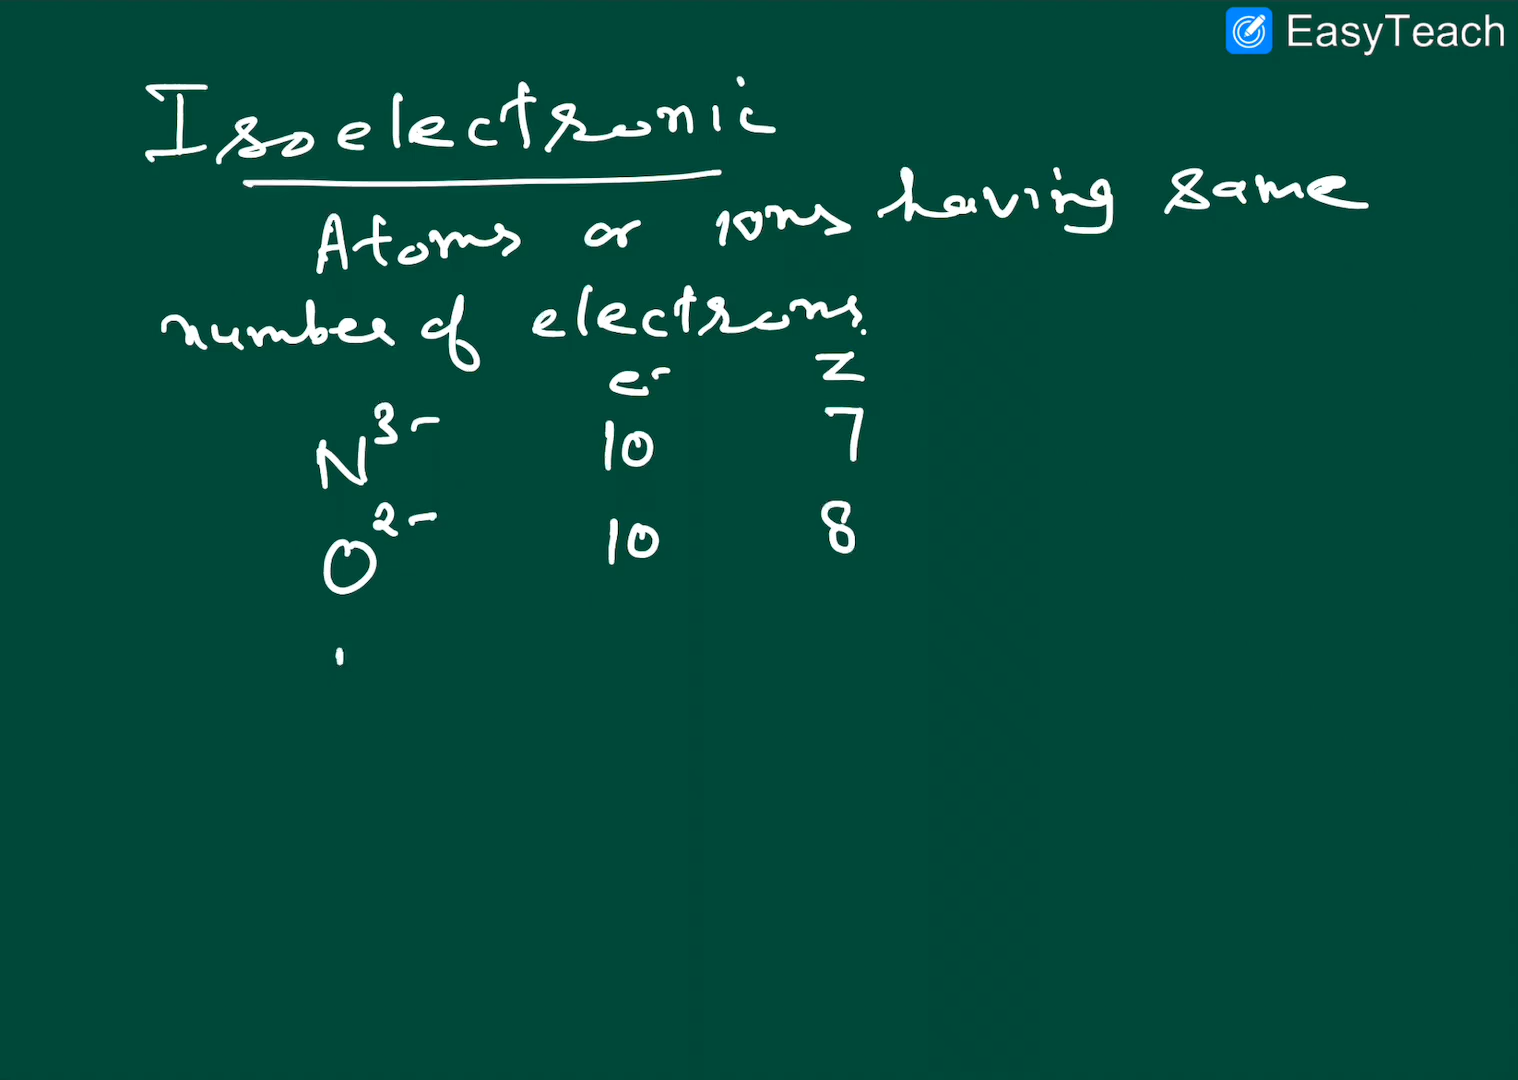 EasyTeach
Isoelectronic
Atoms or ions having same
number of electrons.
e⁻ Z
N³⁻ 10 7
O²⁻ 10 8